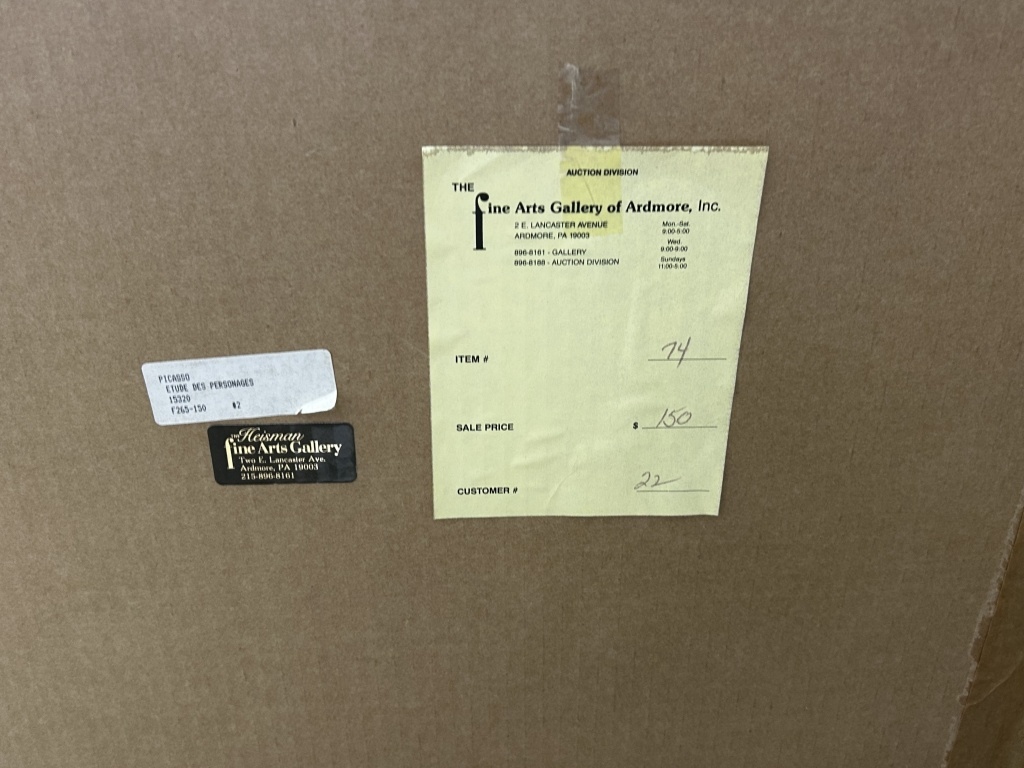 AUCTION DIVISION
THE
fine Arts Gallery of Ardmore, Inc.
2 E. LANCASTER AVENUE
ARDMORE, PA 19003
896-8161 - GALLERY
896-8188 - AUCTION DIVISION
Mon.-Sat.
9:00-5:00
Wed.
9:00-9:00
Sundays
11:00-5:00
ITEM # 74
SALE PRICE $ 150
CUSTOMER # 22
PICASSO
ETUDE DES PERSONAGES
15320
F265-150 #2
The Heisman
fine Arts Gallery
Two E. Lancaster Ave.
Ardmore, PA 19003
215-896-8161